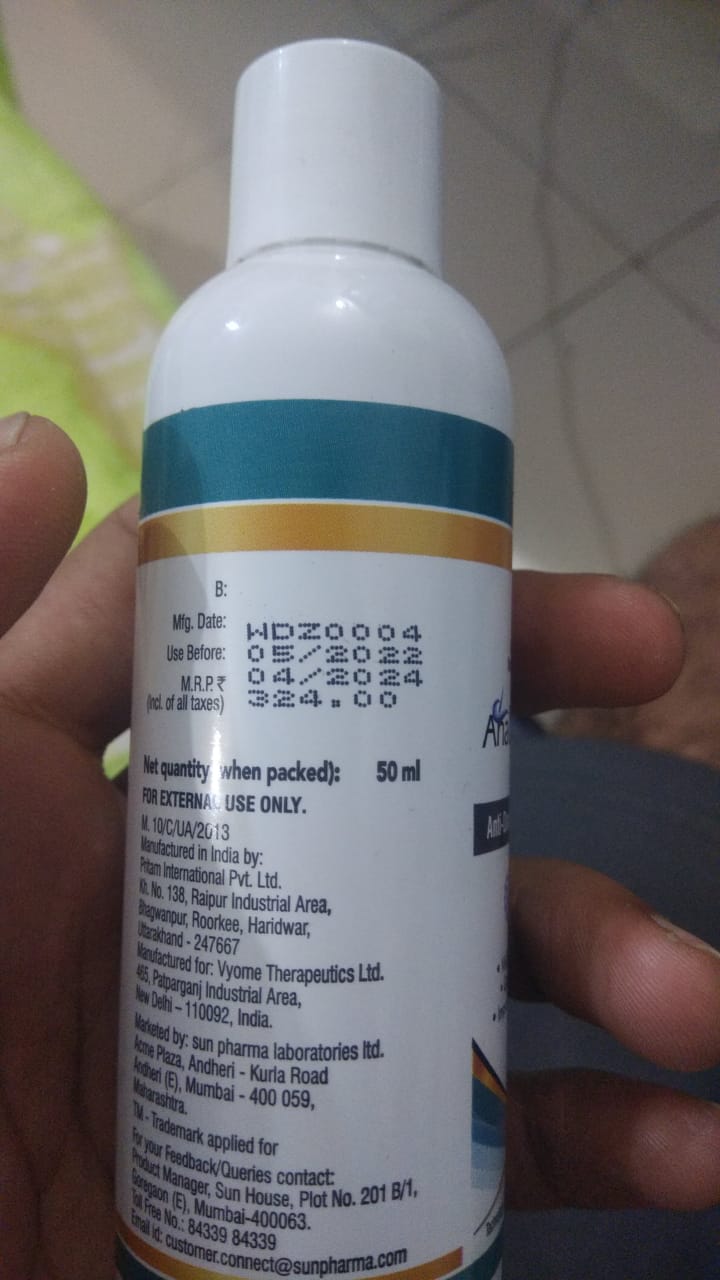 B:
Mfg. Date: WDZ0004
Use Before: 05/2022
M.R.P. ₹ 04/2024
(incl. of all taxes) 324.00
Net quantity (when packed): 50 ml
FOR EXTERNAL USE ONLY.
M. 10/C/UA/2013
Manufactured in India by:
Pritam International Pvt. Ltd.
Kh. No. 138, Raipur Industrial Area,
Bhagwanpur, Roorkee, Haridwar,
Uttarakhand - 247667
Manufactured for: Vyome Therapeutics Ltd.
465, Patparganj Industrial Area,
New Delhi – 110092, India.
Marketed by: sun pharma laboratories ltd.
Acme Plaza, Andheri - Kurla Road
Andheri (E), Mumbai - 400 059,
Maharashtra.
TM - Trademark applied for
For your Feedback/Queries contact:
Product Manager, Sun House, Plot No. 201 B/1,
Goregaon (E), Mumbai-400063.
Toll Free No.: 84339 84339
Email id: customer.connect@sunpharma.com